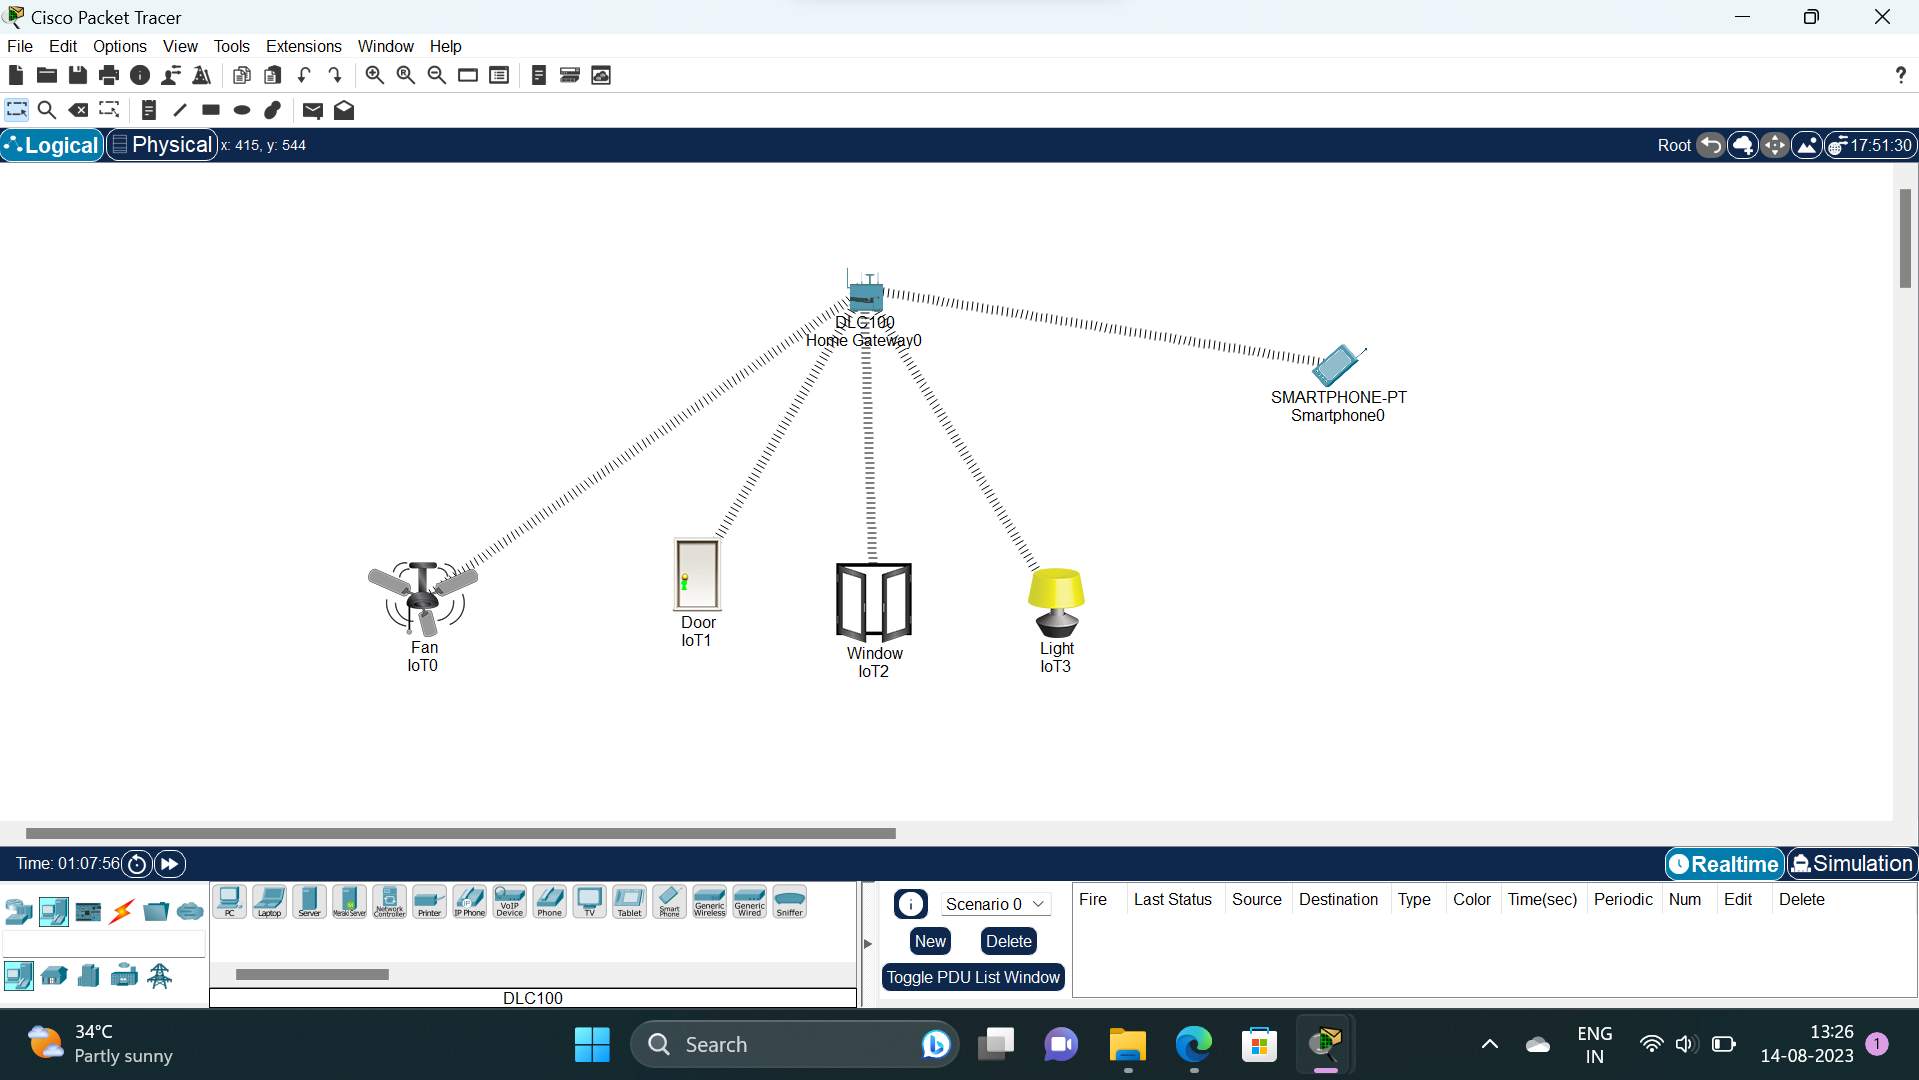 Cisco Packet Tracer
File Edit Options View Tools Extensions Window Help
?
Logical Physical x: 415, y: 544 Root 17:51:30
DLC100
Home Gateway0
SMARTPHONE-PT
Smartphone0
Fan
IoT0
Door
IoT1
Window
IoT2
Light
IoT3
Time: 01:07:56 Realtime Simulation
PC Laptop Server Meraki Server Network Controller Printer IP Phone VoIP Device Phone TV Tablet Smart Phone Generic Wireless Generic Wired Sniffer
DLC100
Scenario 0
New Delete
Toggle PDU List Window
Fire Last Status Source Destination Type Color Time(sec) Periodic Num Edit Delete
34°C
Partly sunny
Search
ENG
IN
13:26
14-08-2023
1